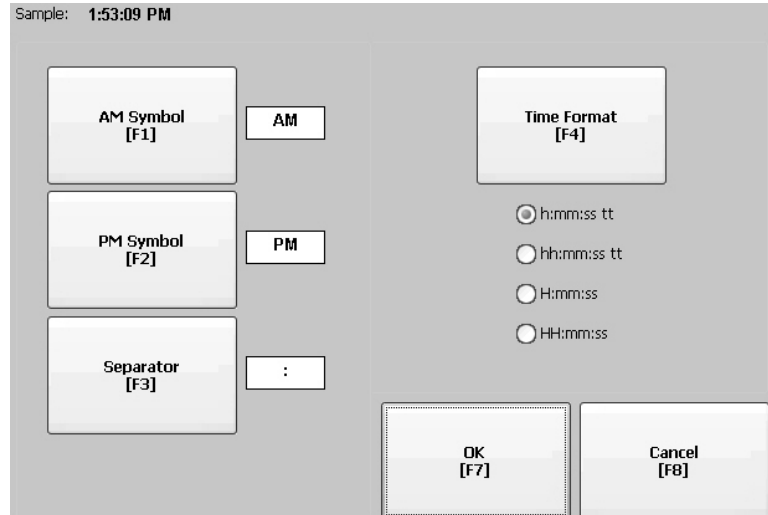 Sample: 1:53:09 PM
AM Symbol
[F1]
AM
PM Symbol
[F2]
PM
Separator
[F3]
:
Time Format
[F4]
h:mm:ss tt
hh:mm:ss tt
H:mm:ss
HH:mm:ss
OK
[F7]
Cancel
[F8]